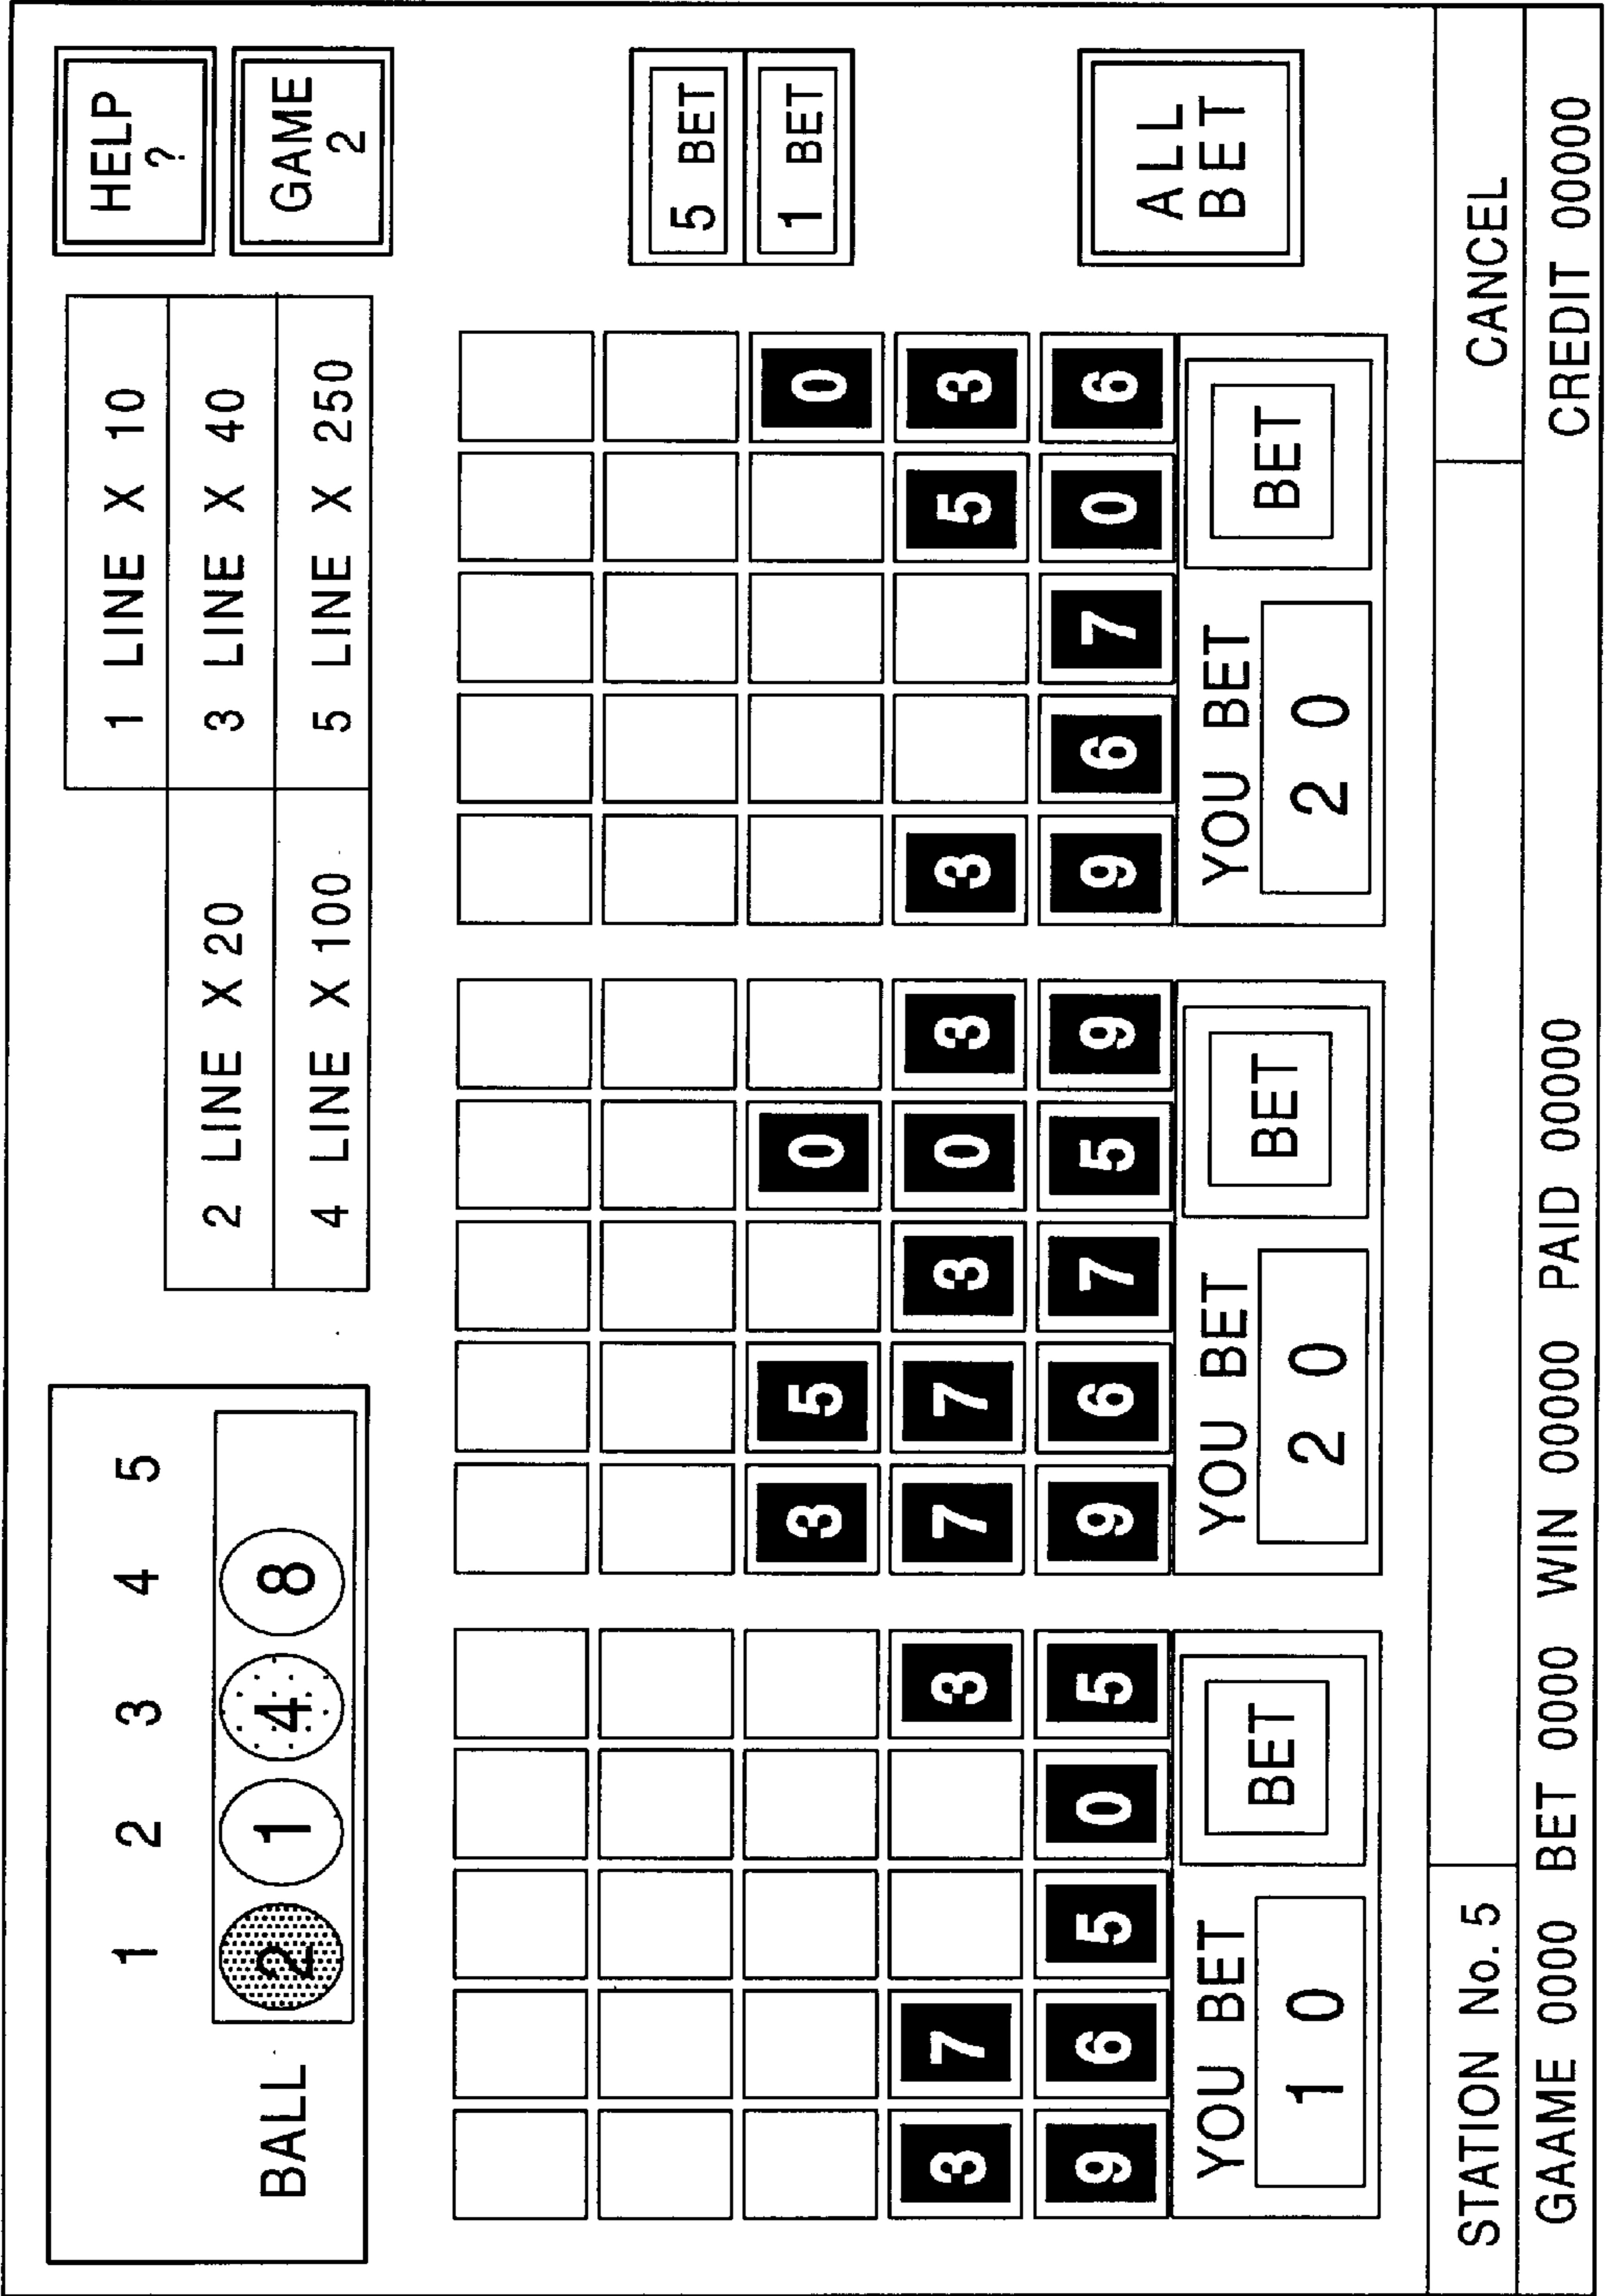 1 2 3 4 5
BALL 2 1 4 8
1 LINE X 10
2 LINE X 20 3 LINE X 40
4 LINE X 100 5 LINE X 250
HELP
?
GAME
2
5 BET
1 BET
3 5 0 0
3 7 3 7 7 3 0 3 3 5 3
9 6 5 0 5 9 6 7 5 9 9 6 7 0 6
YOU BET YOU BET YOU BET
1 0 BET 2 0 BET 2 0 BET
ALL
BET
STATION No. 5 CANCEL
GAAME 0000 BET 0000 WIN 00000 PAID 00000 CREDIT 00000